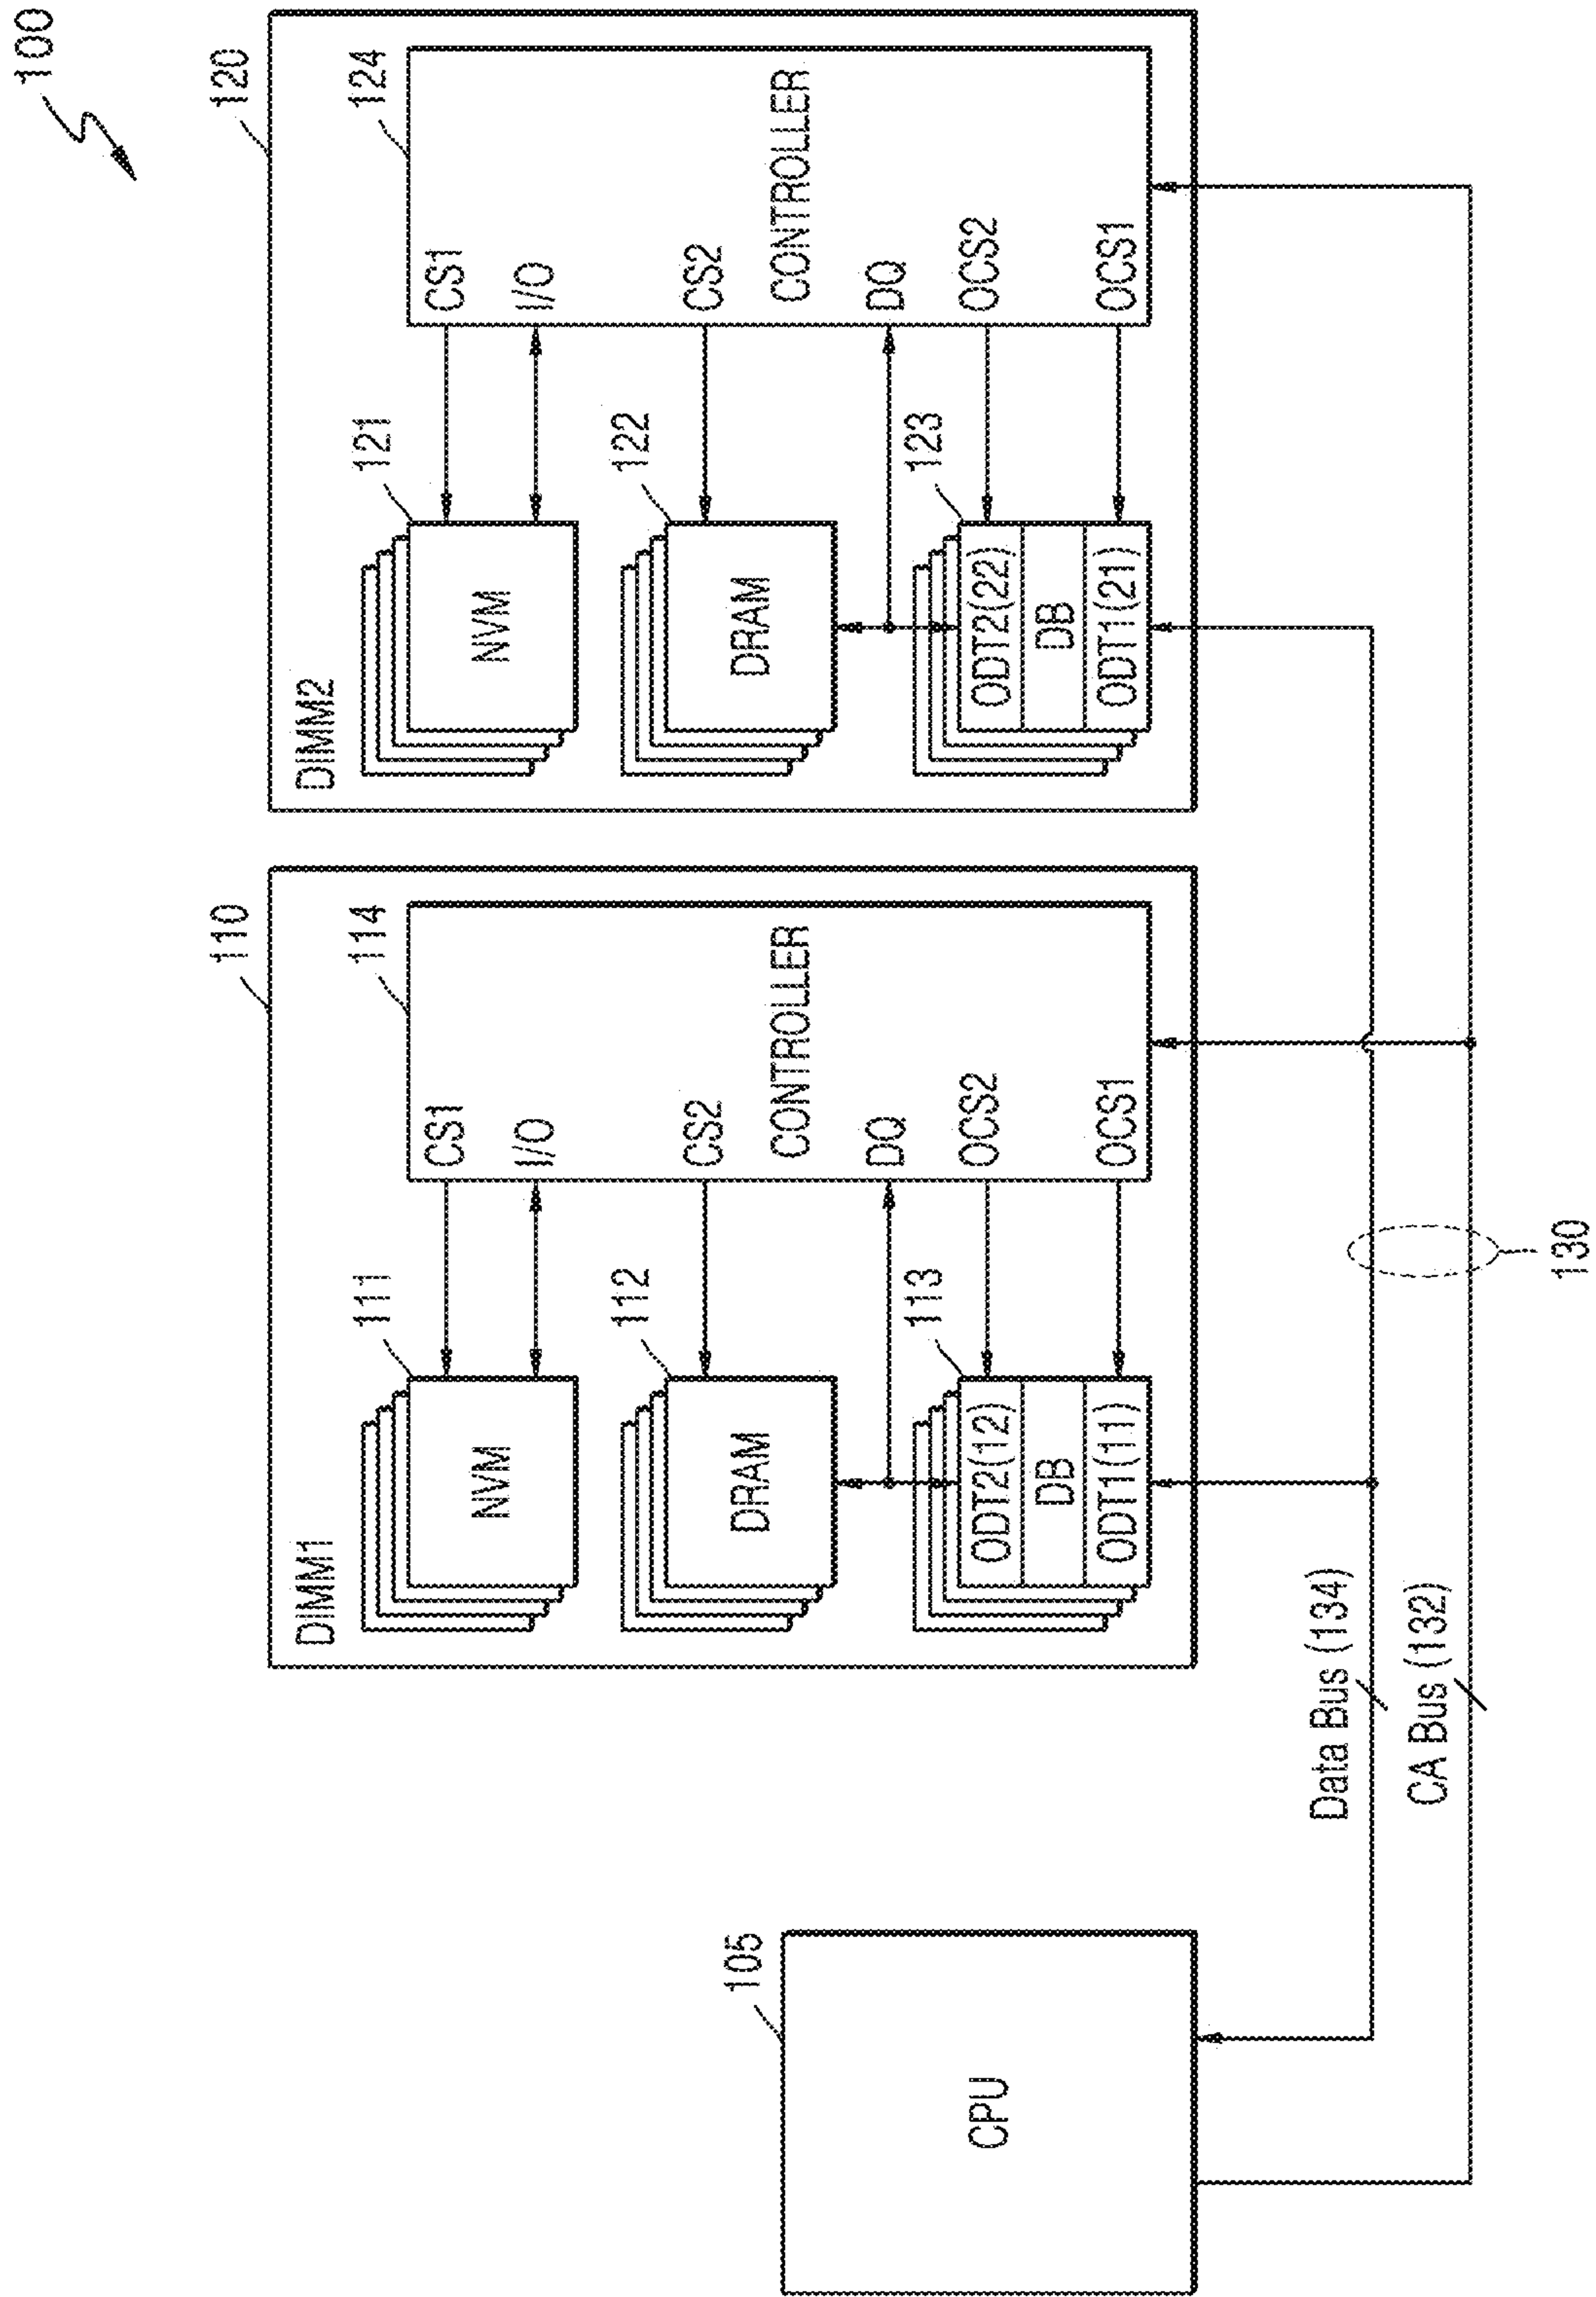 100
110
120
DIMM1
DIMM2
111
114
121
124
NVM
CS1
I/O
NVM
CS1
I/O
105
112
122
CPU
DRAM
CS2
CONTROLLER
DRAM
CS2
CONTROLLER
113
DQ
123
DQ
ODT2(12)
OCS2
ODT2(22)
OCS2
DB
DB
ODT1(11)
OCS1
ODT1(21)
OCS1
Data Bus (134)
CA Bus (132)
130